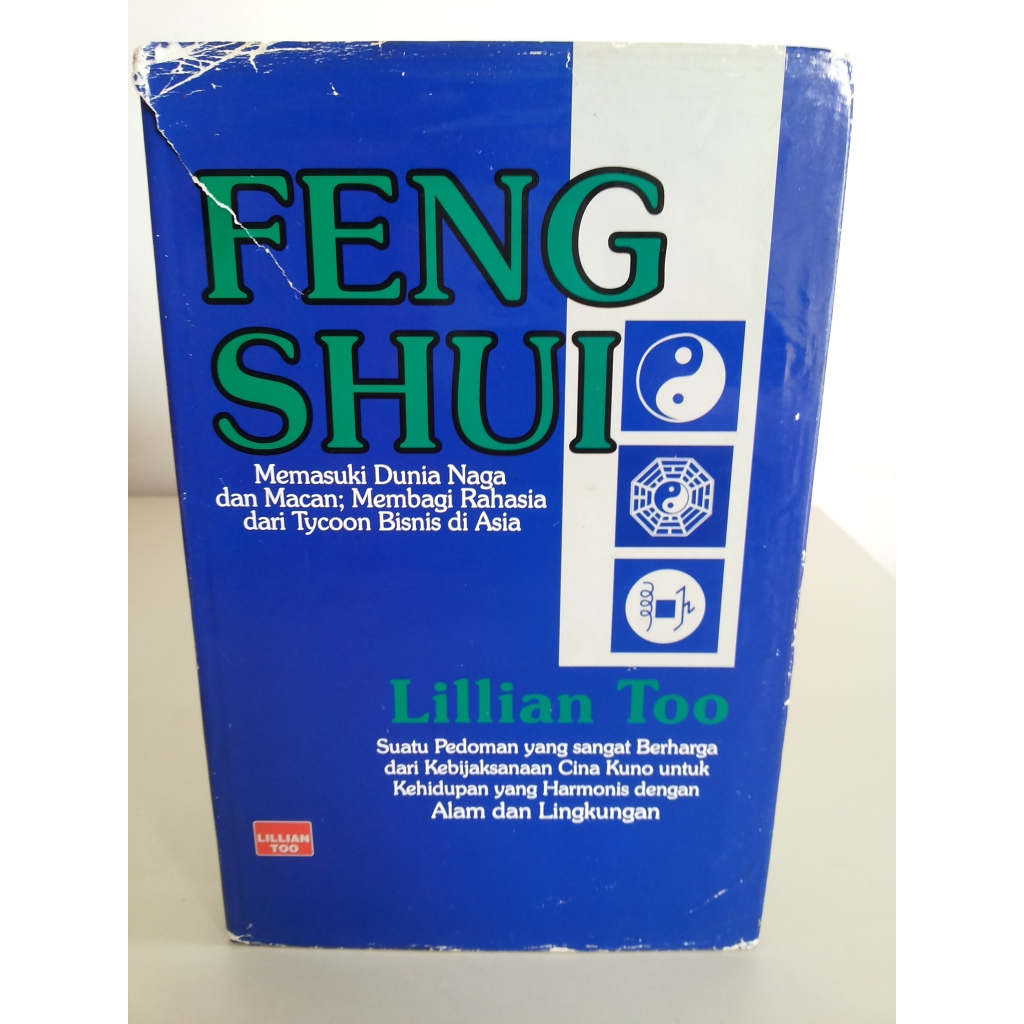 FENG
SHUI
Memasuki Dunia Naga
dan Macan; Membagi Rahasia
dari Tycoon Bisnis di Asia
Lillian Too
Suatu Pedoman yang sangat Berharga
dari Kebijaksanaan Cina Kuno untuk
Kehidupan yang Harmonis dengan
Alam dan Lingkungan
LILLIAN
TOO